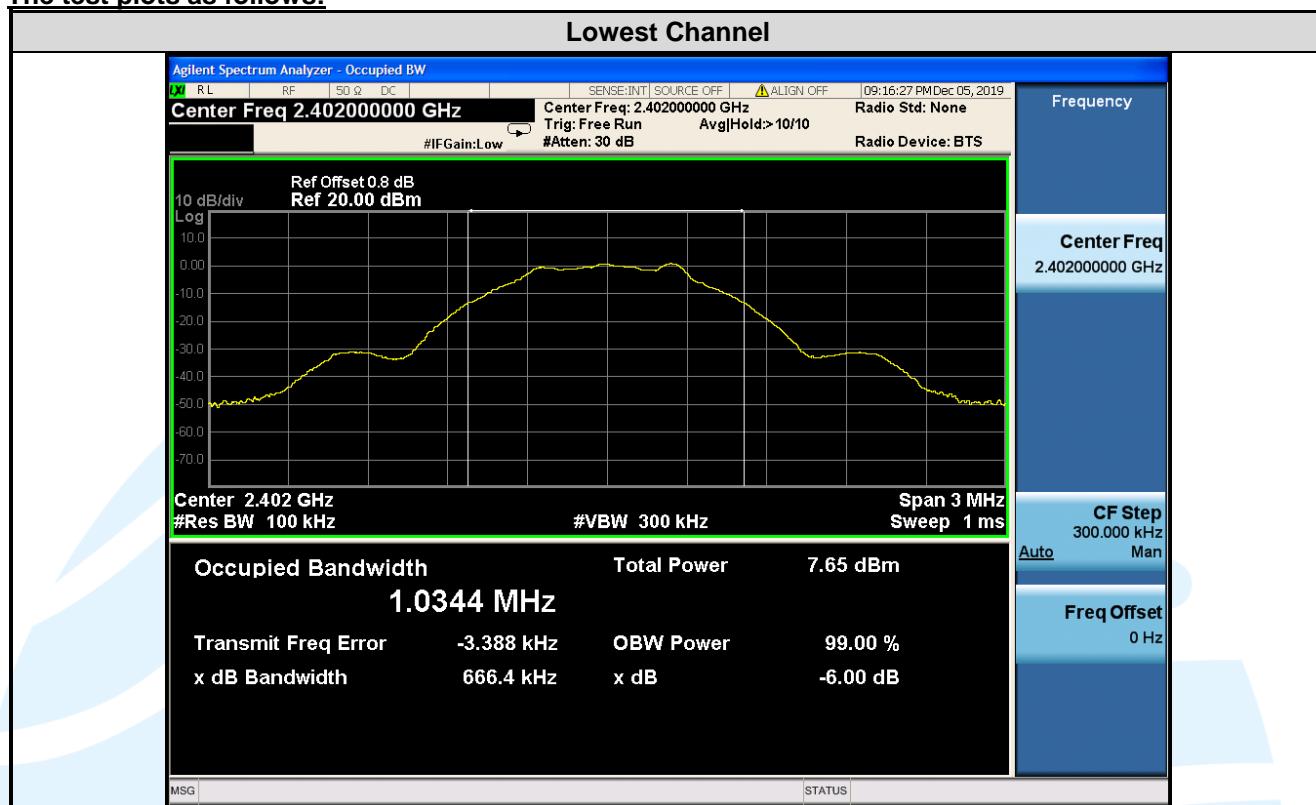 The test plots as follows:
Lowest Channel
Agilent Spectrum Analyzer - Occupied BW
LXI RL RF 50 Ω DC SENSE:INT SOURCE OFF ALIGN OFF 09:16:27 PM Dec 05, 2019
Center Freq 2.402000000 GHz
Center Freq: 2.402000000 GHz Radio Std: None
Trig: Free Run Avg|Hold:> 10/10
#IFGain:Low #Atten: 30 dB Radio Device: BTS
Frequency
Ref Offset 0.8 dB
10 dB/div Ref 20.00 dBm
Log
10.0
0.00
-10.0
-20.0
-30.0
-40.0
-50.0
-60.0
-70.0
Center 2.402 GHz Span 3 MHz
#Res BW 100 kHz #VBW 300 kHz Sweep 1 ms
Center Freq
2.402000000 GHz
CF Step
300.000 kHz
Auto Man
Freq Offset
0 Hz
Occupied Bandwidth Total Power 7.65 dBm
1.0344 MHz
Transmit Freq Error -3.388 kHz OBW Power 99.00 %
x dB Bandwidth 666.4 kHz x dB -6.00 dB
MSG STATUS